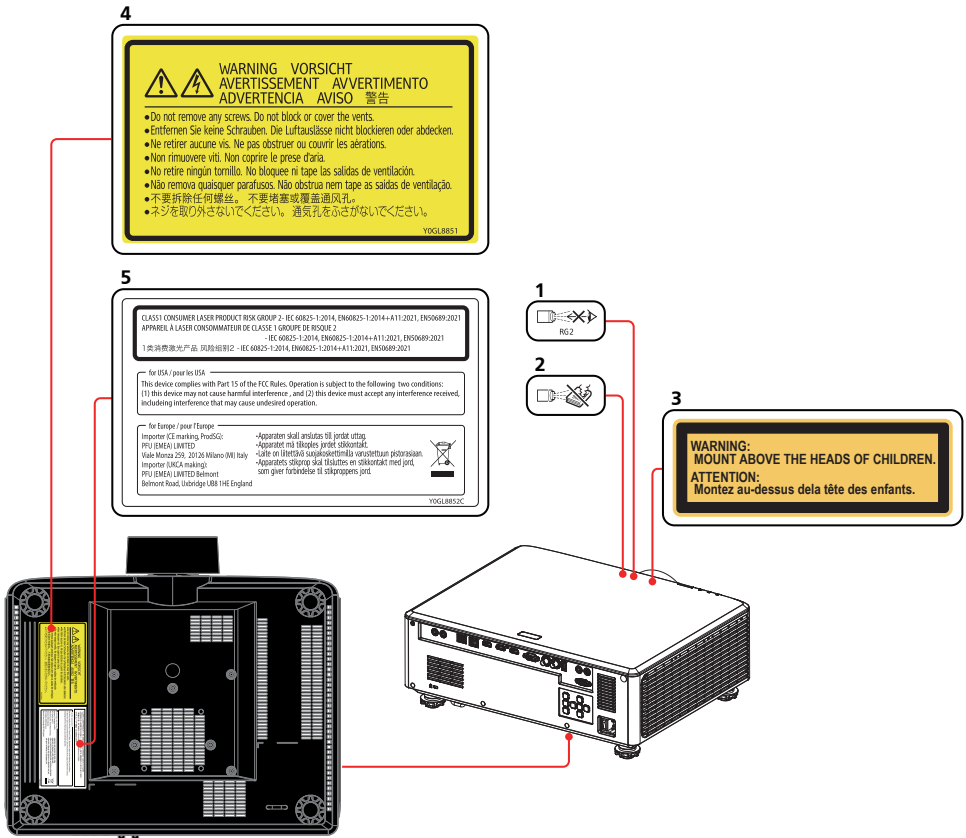 4
WARNING VORSICHT
AVERTISSEMENT AVVERTIMENTO
ADVERTENCIA AVISO 警告
•Do not remove any screws. Do not block or cover the vents.
•Entfernen Sie keine Schrauben. Die Luftauslässe nicht blockieren oder abdecken.
•Ne retirer aucune vis. Ne pas obstruer ou couvrir les aérations.
•Non rimuovere viti. Non coprire le prese d'aria.
•No retire ningún tornillo. No bloquee ni tape las salidas de ventilación.
•Não remova quaisquer parafusos. Não obstrua nem tape as saidas de ventilação.
•不要拆除任何螺丝。 不要堵塞或覆盖通风孔。
•ネジを取り外さないでください。 通気孔をふさがないでください。
Y0GL8851
5
CLASS1 CONSUMER LASER PRODUCT RISK GROUP 2 - IEC 60825-1:2014, EN60825-1:2014+A11:2021, EN50689:2021
APPAREIL À LASER CONSOMMATEUR DE CLASSE 1 GROUPE DE RISQUE 2
- IEC 60825-1:2014, EN60825-1:2014+A11:2021, EN50689:2021
1类消费激光产品 风险组别2 - IEC 60825-1:2014, EN60825-1:2014+A11:2021, EN50689:2021
for USA / pour les USA
This device complies with Part 15 of the FCC Rules. Operation is subject to the following two conditions:
(1) this device may not cause harmful interference , and (2) this device must accept any interference received,
includeing interference that may cause undesired operation.
for Europe / pour l'Europe
Importer (CE marking, ProdSG):
PFU (EMEA) LIMITED
Viale Monza 259, 20126 Milano (MI) Italy
Importer (UKCA making):
PFU (EMEA) LIMITED Belmont
Belmont Road, Uxbridge UB8 1HE England
•Apparaten skall anslutas till jordat uttag.
•Apparatet må tilkoples jordet stikkontakt.
•Laite on liitettävä suojakoskettimilla varustettuun pistorasiaan.
•Apparatets stikprop skal tilsluttes en stikkontakt med jord,
som giver forbindelse til stikproppens jord.
Y0GL8852C
1
RG2
2
3
WARNING:
MOUNT ABOVE THE HEADS OF CHILDREN.
ATTENTION:
Montez au-dessus dela tête des enfants.